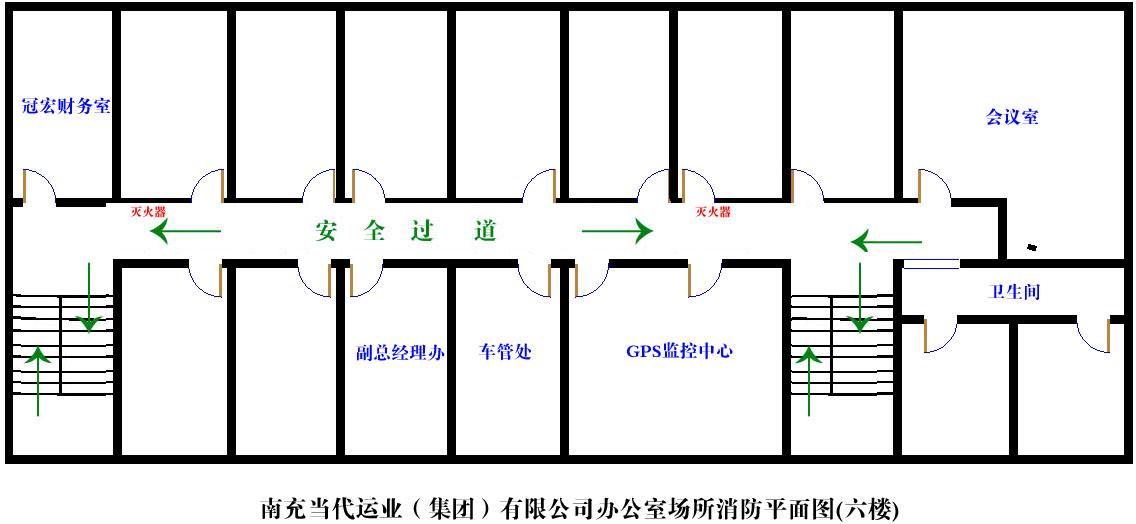 冠宏财务室
会议室
灭火器
灭火器
安全过道
卫生间
副总经理办
车管处
GPS监控中心
南充当代运业（集团）有限公司办公室场所消防平面图(六楼)